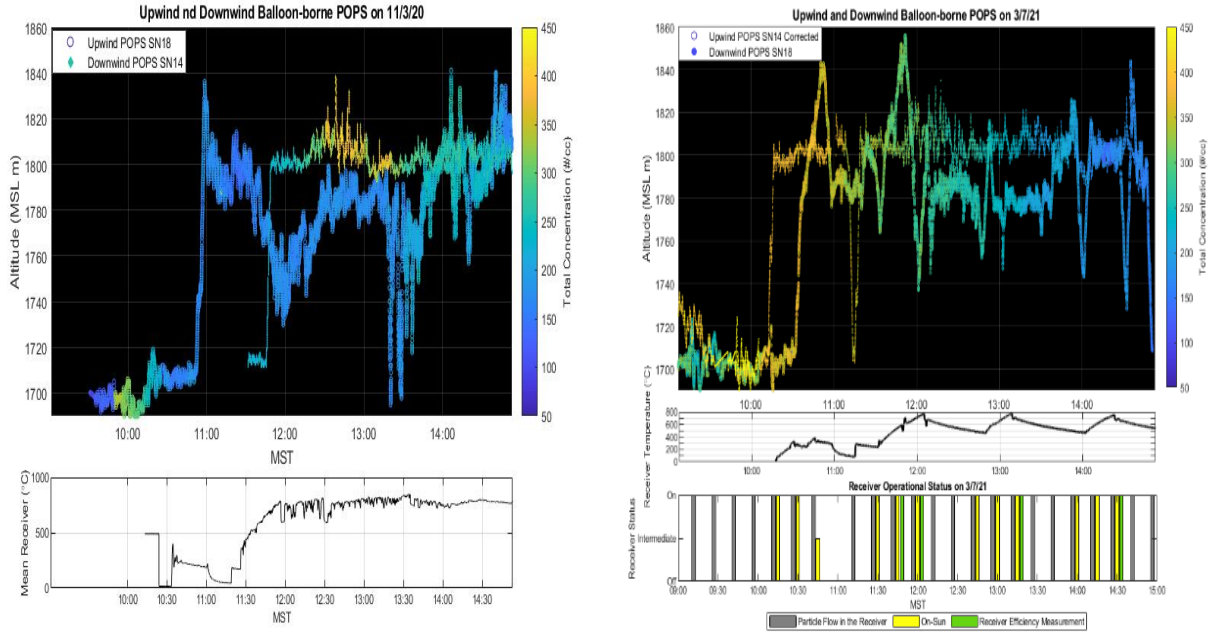 Upwind nd Downwind Balloon-borne POPS on 11/3/20
Upwind POPS SN18
Downwind POPS SN14
Altitude (MSL m)
1860
1840
1820
1800
1780
1760
1740
1720
1700
10:00 11:00 12:00 13:00 14:00
MST
450
400
350
300
250
200
150
100
50
Total Concentration (#/cc)
Mean Receiver (°C)
1000
500
0
10:00 10:30 11:00 11:30 12:00 12:30 13:00 13:30 14:00 14:30
MST
Upwind and Downwind Balloon-borne POPS on 3/7/21
Upwind POPS SN14 Corrected
Downwind POPS SN18
Altitude (MSL m)
1860
1840
1820
1800
1780
1760
1740
1720
1700
10:00 11:00 12:00 13:00 14:00
450
400
350
300
250
200
150
100
50
Total Concentration (#/cc)
Receiver Temperature (°C)
800
600
400
200
0
10:00 11:00 12:00 13:00 14:00
Receiver Operational Status on 3/7/21
Receiver Status
On
Intermediate
Off
09:00 09:30 10:00 10:30 11:00 11:30 12:00 12:30 13:00 13:30 14:00 14:30 15:00
MST
Particle Flow in the Receiver On-Sun Receiver Efficiency Measurement